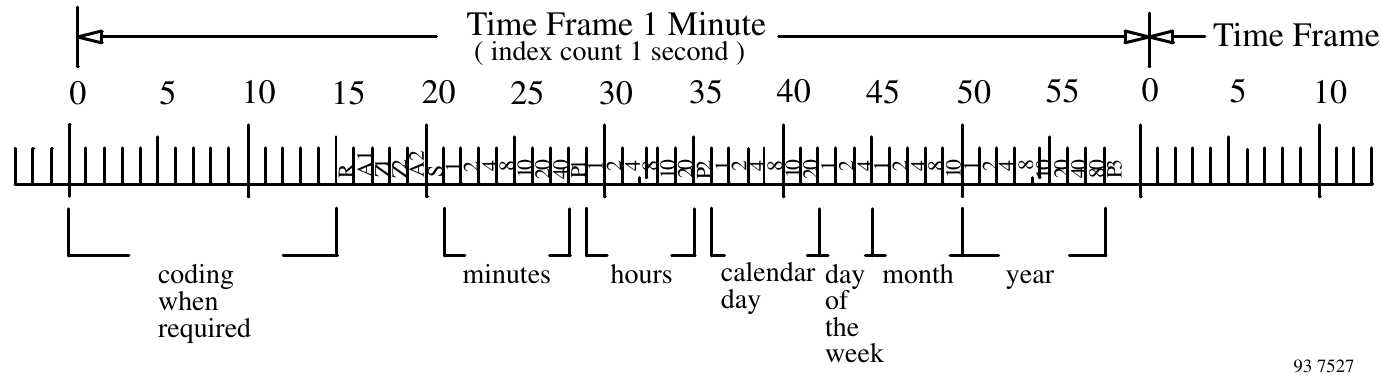 Time Frame 1 Minute
( index count 1 second )
Time Frame
0 5 10 15 20 25 30 35 40 45 50 55 0 5 10
R A1 Z1 Z2 A2 S 1 2 4 8 10 20 40 P1 1 2 4 8 10 20 P2 1 2 4 8 10 20 1 2 4 1 2 4 8 10 1 2 4 8 10 20 40 80 P3
coding
when
required
minutes
hours
calendar
day
day
of
the
week
month
year
93 7527